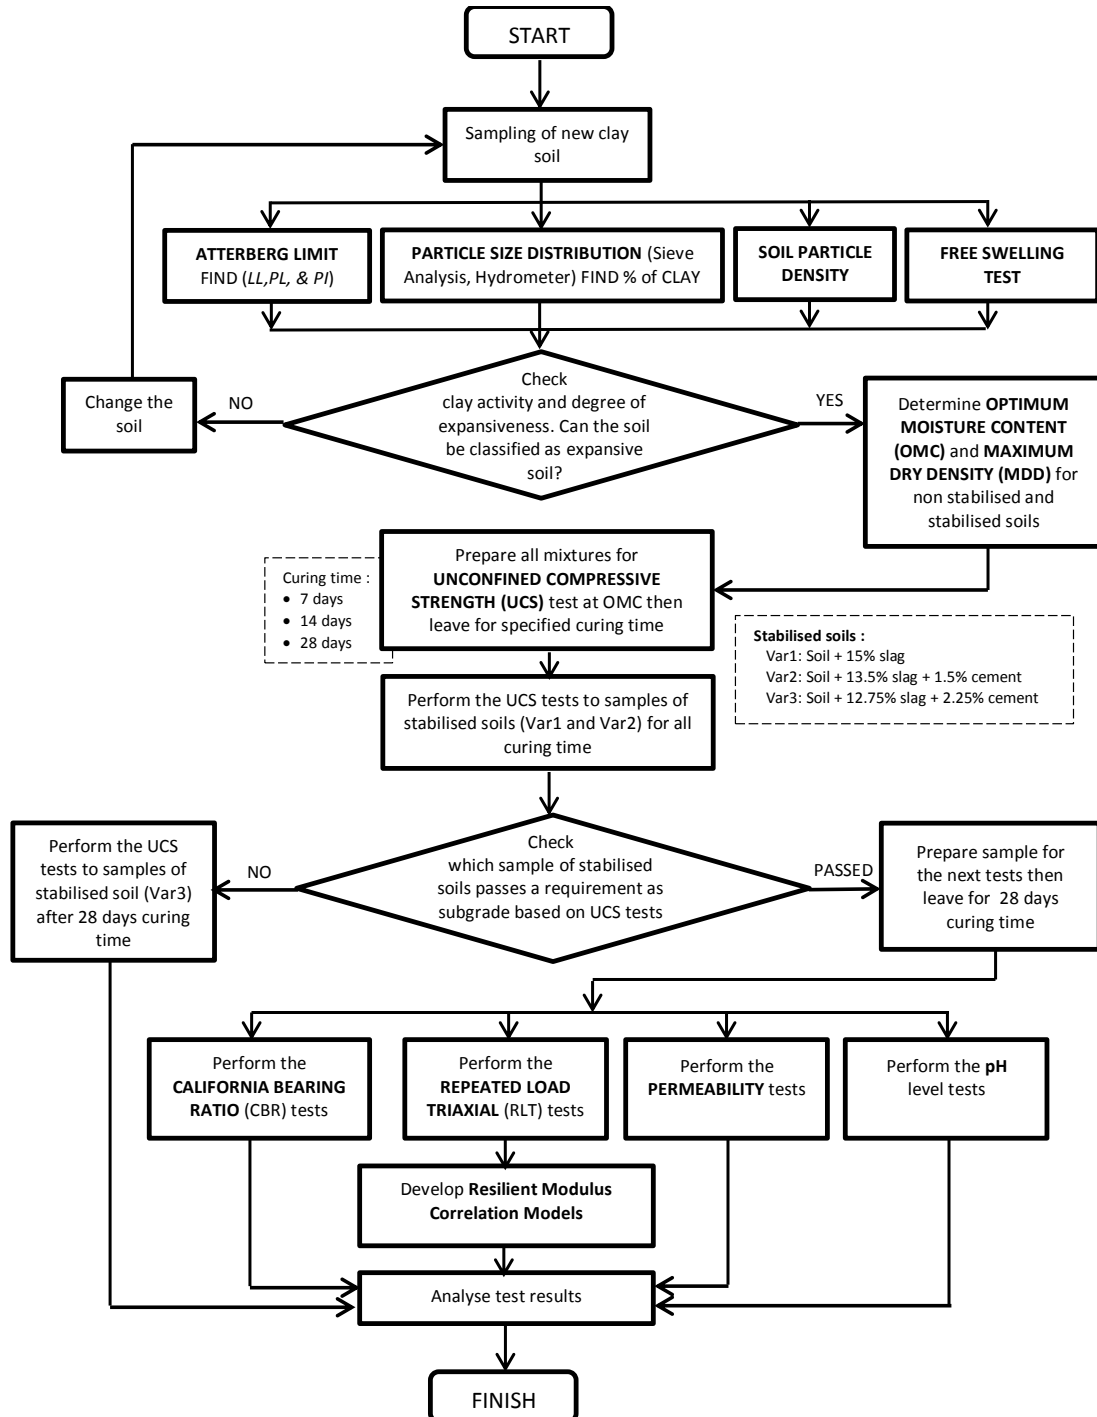 START
Sampling of new clay
soil
ATTERBERG LIMIT
FIND (LL,PL, & PI)
PARTICLE SIZE DISTRIBUTION (Sieve
Analysis, Hydrometer) FIND % of CLAY
SOIL PARTICLE
DENSITY
FREE SWELLING
TEST
Change the
soil
NO
Check
clay activity and degree of
expansiveness. Can the soil
be classified as expansive
soil?
YES
Determine OPTIMUM
MOISTURE CONTENT
(OMC) and MAXIMUM
DRY DENSITY (MDD) for
non stabilised and
stabilised soils
Curing time :
• 7 days
• 14 days
• 28 days
Prepare all mixtures for
UNCONFINED COMPRESSIVE
STRENGTH (UCS) test at OMC then
leave for specified curing time
Stabilised soils :
Var1: Soil + 15% slag
Var2: Soil + 13.5% slag + 1.5% cement
Var3: Soil + 12.75% slag + 2.25% cement
Perform the UCS tests to samples of
stabilised soils (Var1 and Var2) for all
curing time
Perform the UCS
tests to samples of
stabilised soil (Var3)
after 28 days curing
time
NO
Check
which sample of stabilised
soils passes a requirement as
subgrade based on UCS tests
PASSED
Prepare sample for
the next tests then
leave for 28 days
curing time
Perform the
CALIFORNIA BEARING
RATIO (CBR) tests
Perform the
REPEATED LOAD
TRIAXIAL (RLT) tests
Perform the
PERMEABILITY tests
Perform the pH
level tests
Develop Resilient Modulus
Correlation Models
Analyse test results
FINISH